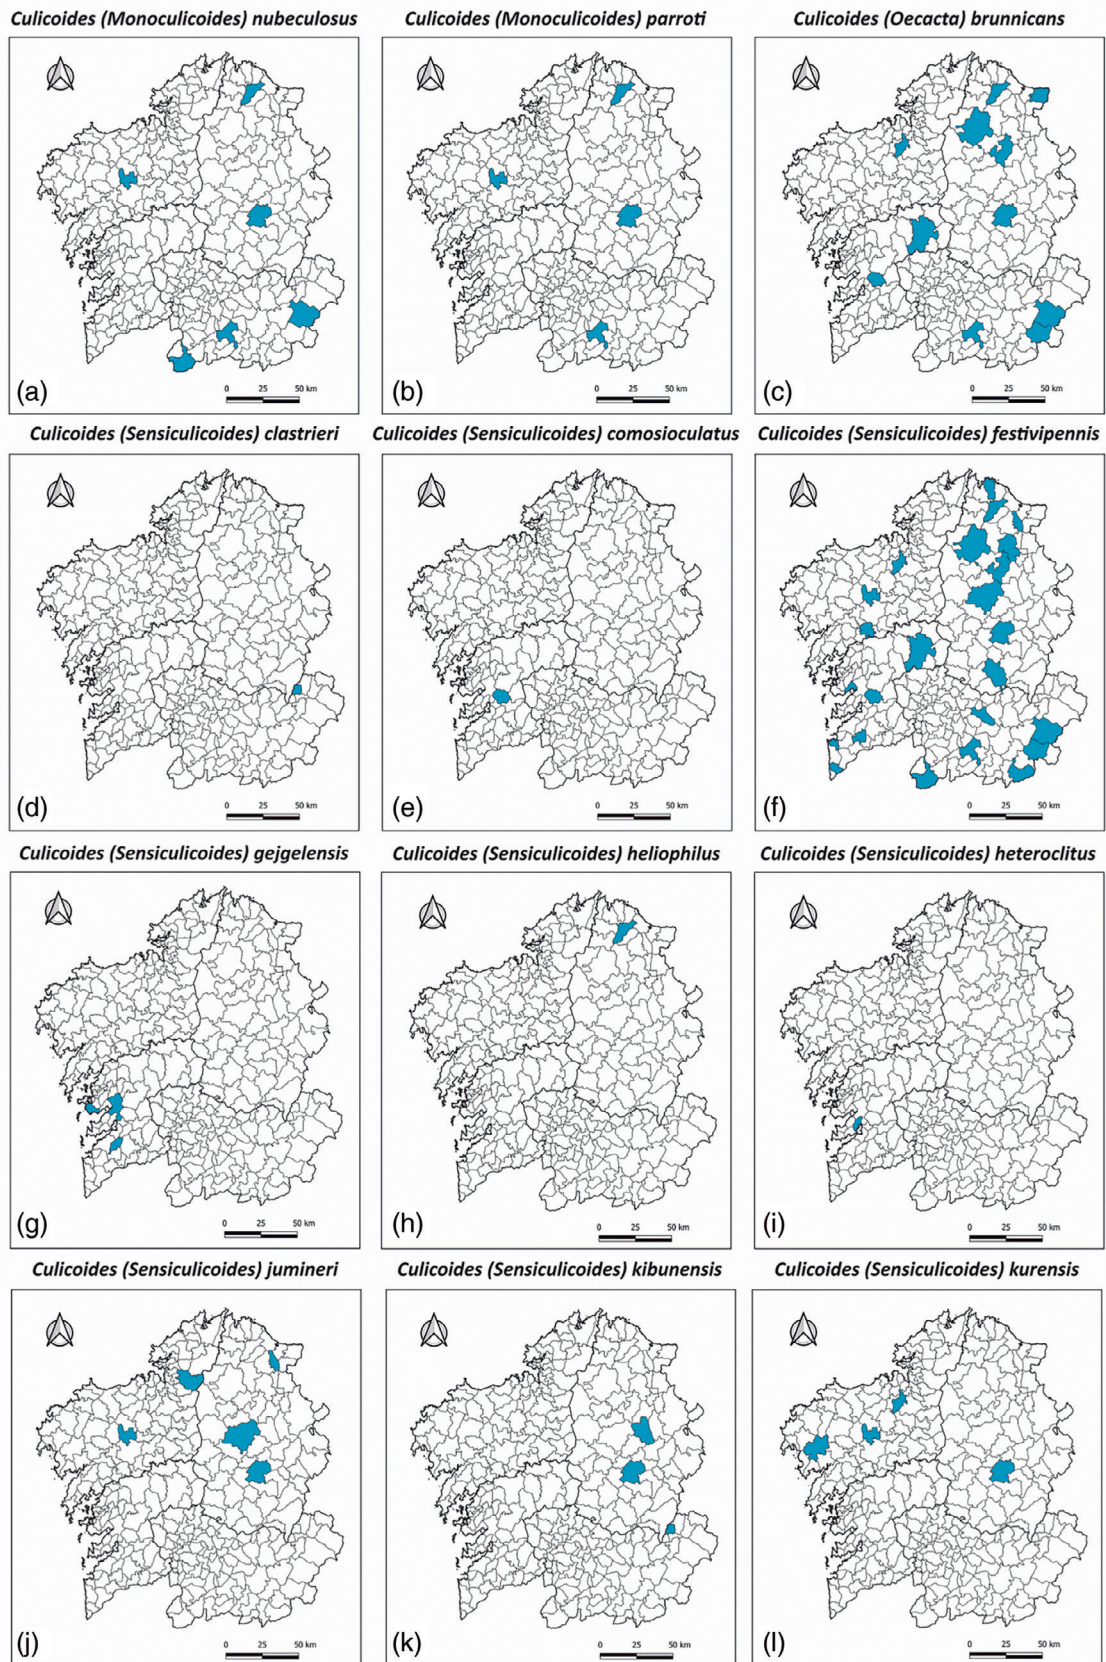 Culicoides (Monoculicoides) nubeculosus
Culicoides (Monoculicoides) parroti
Culicoides (Oecacta) brunnicans
0 25 50 km
(a)
0 25 50 km
(b)
0 25 50 km
(c)
Culicoides (Sensiculicoides) clastrieri
Culicoides (Sensiculicoides) comosioculatus
Culicoides (Sensiculicoides) festivipennis
0 25 50 km
(d)
0 25 50 km
(e)
0 25 50 km
(f)
Culicoides (Sensiculicoides) gejgelensis
Culicoides (Sensiculicoides) heliophilus
Culicoides (Sensiculicoides) heteroclitus
0 25 50 km
(g)
0 25 50 km
(h)
0 25 50 km
(i)
Culicoides (Sensiculicoides) jumineri
Culicoides (Sensiculicoides) kibunensis
Culicoides (Sensiculicoides) kurensis
0 25 50 km
(j)
0 25 50 km
(k)
0 25 50 km
(l)